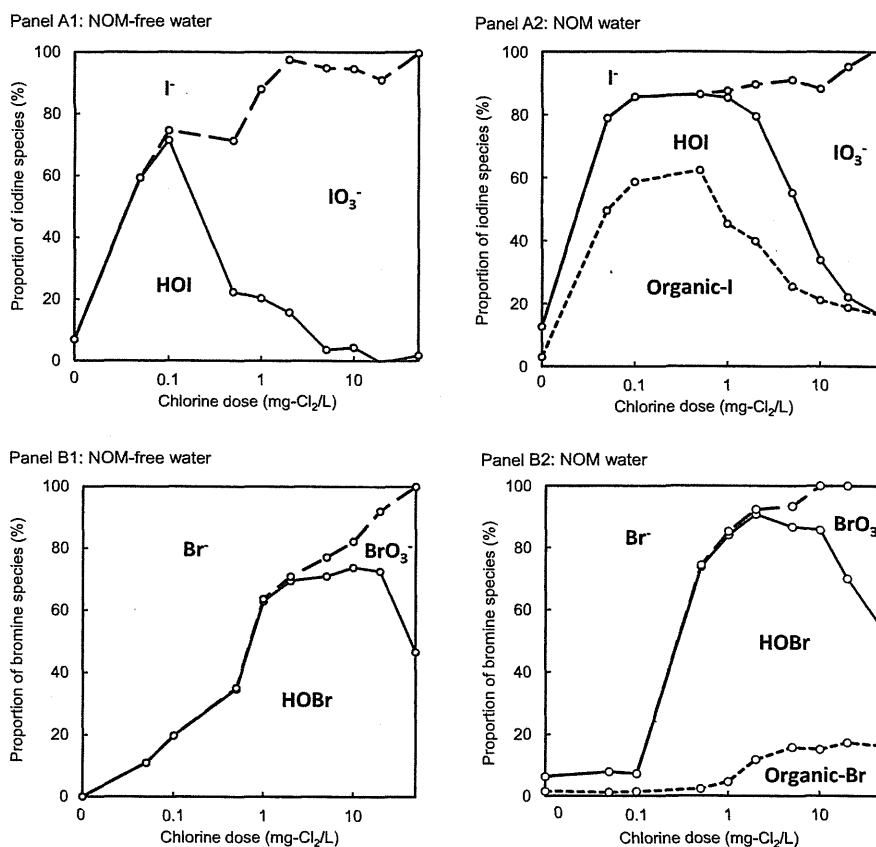 Panel A1: NOM-free water
Proportion of iodine species (%)
100
80
60
40
20
0
I⁻
HOI
IO₃⁻
0
0.1
1
10
Chlorine dose (mg-Cl₂/L)
Panel A2: NOM water
Proportion of iodine species (%)
100
80
60
40
20
0
I⁻
HOI
IO₃⁻
Organic-I
0
0.1
1
10
Chlorine dose (mg-Cl₂/L)
Panel B1: NOM-free water
Proportion of bromine species (%)
100
80
60
40
20
0
Br⁻
BrO₃⁻
HOBr
0
0.1
1
10
Chlorine dose (mg-Cl₂/L)
Panel B2: NOM water
Proportion of bromine species (%)
100
80
60
40
20
0
Br⁻
BrO₃
HOBr
Organic-Br
0
0.1
1
10
Chlorine dose (mg-Cl₂/L)